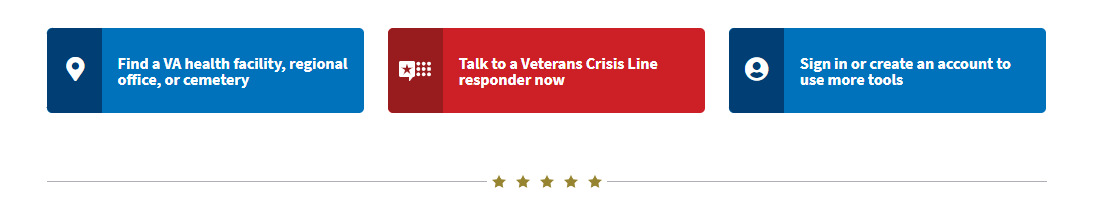 Find a VA health facility, regional
office, or cemetery
Talk to a Veterans Crisis Line
responder now
Sign in or create an account to
use more tools